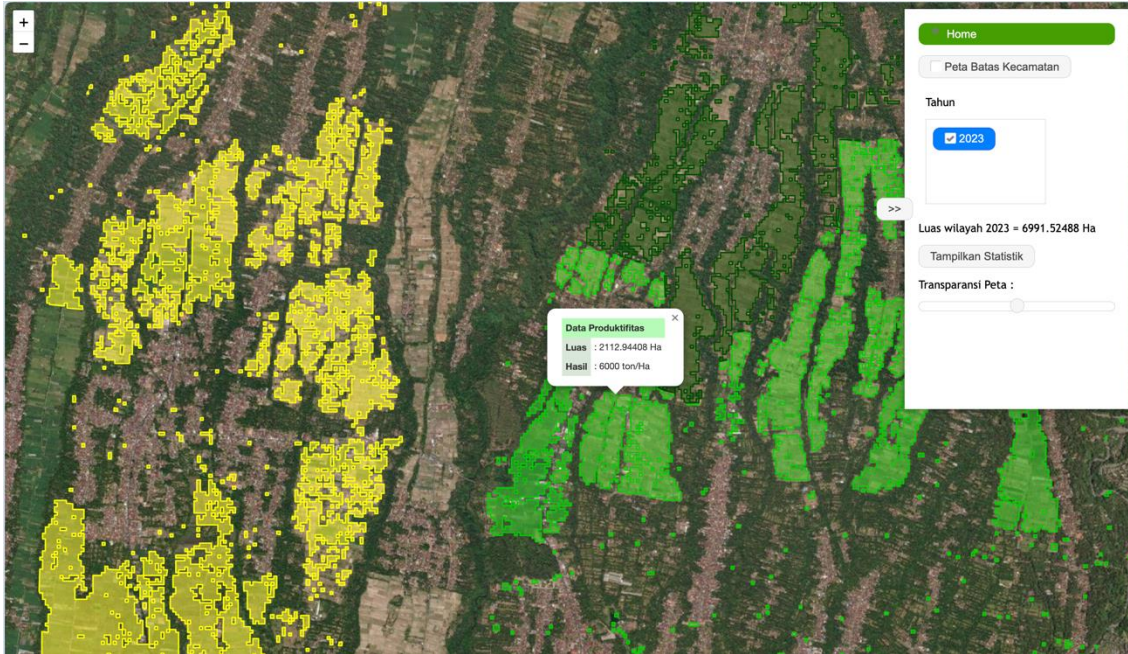 +
−
Home
Peta Batas Kecamatan
Tahun
2023
>>
Luas wilayah 2023 = 6991.52488 Ha
Tampilkan Statistik
Transparansi Peta :
×
Data Produktifitas
Luas : 2112.94408 Ha
Hasil : 6000 ton/Ha